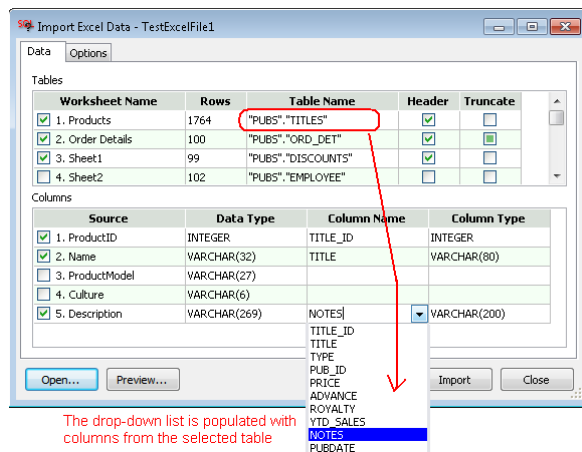 SQL Import Excel Data - TestExcelFile1
Data Options
Tables
Worksheet Name Rows Table Name Header Truncate
1. Products 1764 "PUBS"."TITLES"
2. Order Details 100 "PUBS"."ORD_DET"
3. Sheet1 99 "PUBS"."DISCOUNTS"
4. Sheet2 102 "PUBS"."EMPLOYEE"
Columns
Source Data Type Column Name Column Type
1. ProductID INTEGER TITLE_ID INTEGER
2. Name VARCHAR(32) TITLE VARCHAR(80)
3. ProductModel VARCHAR(27)
4. Culture VARCHAR(6)
5. Description VARCHAR(269) NOTES VARCHAR(200)
TITLE_ID
TITLE
TYPE
PUB_ID
PRICE
ADVANCE
ROYALTY
YTD_SALES
NOTES
PUBDATE
Open... Preview... Import Close
The drop-down list is populated with
columns from the selected table